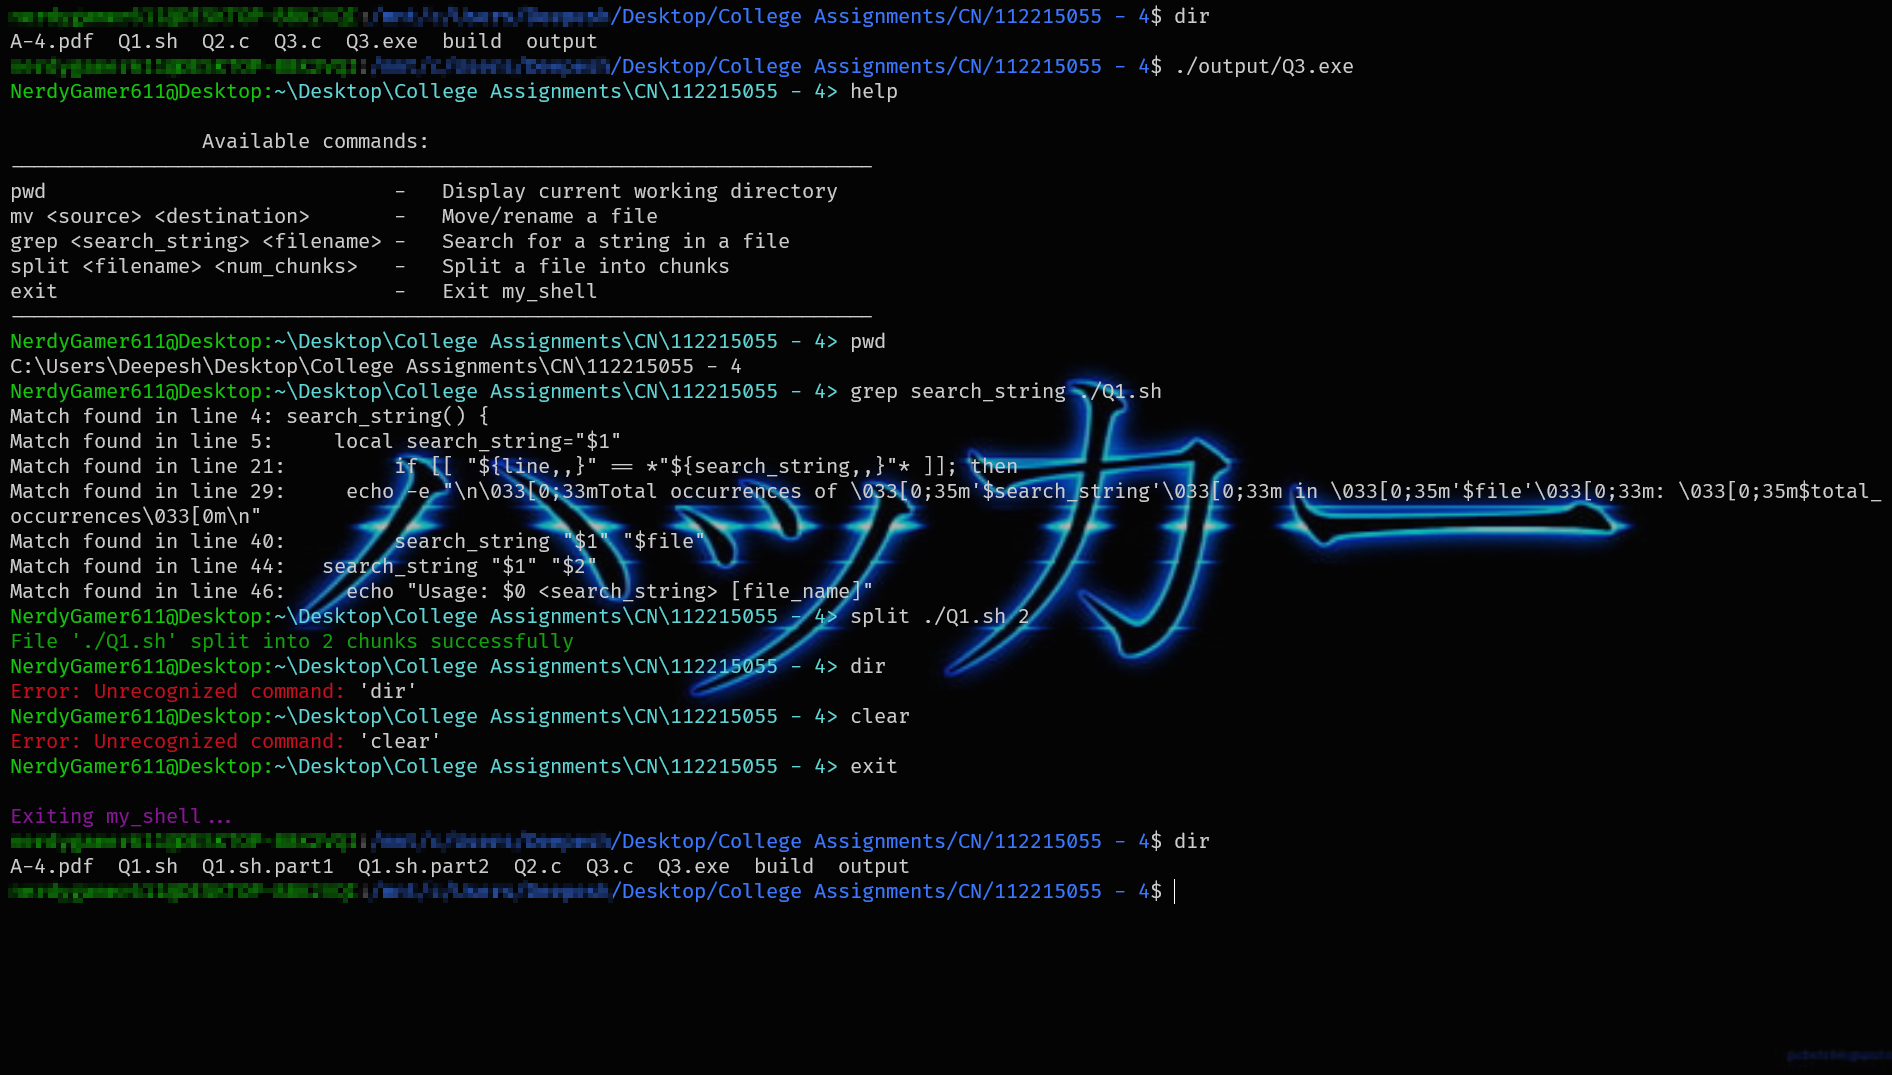 /Desktop/College Assignments/CN/112215055 - 4$ dir
A-4.pdf  Q1.sh  Q2.c  Q3.c  Q3.exe  build  output
/Desktop/College Assignments/CN/112215055 - 4$ ./output/Q3.exe
NerdyGamer611@Desktop:~\Desktop\College Assignments\CN\112215055 - 4> help
Available commands:
pwd                             -   Display current working directory
mv <source> <destination>       -   Move/rename a file
grep <search_string> <filename> -   Search for a string in a file
split <filename> <num_chunks>   -   Split a file into chunks
exit                            -   Exit my_shell
NerdyGamer611@Desktop:~\Desktop\College Assignments\CN\112215055 - 4> pwd
C:\Users\Deepesh\Desktop\College Assignments\CN\112215055 - 4
NerdyGamer611@Desktop:~\Desktop\College Assignments\CN\112215055 - 4> grep search_string ./Q1.sh
Match found in line 4: search_string() {
Match found in line 5:     local search_string="$1"
Match found in line 21:         if [[ "${line,,}" == *"${search_string,,}"* ]]; then
Match found in line 29:     echo -e "\n\033[0;33mTotal occurrences of \033[0;35m'$search_string'\033[0;33m in \033[0;35m'$file'\033[0;33m: \033[0;35m$total_
occurrences\033[0m\n"
Match found in line 40:         search_string "$1" "$file"
Match found in line 44:   search_string "$1" "$2"
Match found in line 46:     echo "Usage: $0 <search_string> [file_name]"
NerdyGamer611@Desktop:~\Desktop\College Assignments\CN\112215055 - 4> split ./Q1.sh 2
File './Q1.sh' split into 2 chunks successfully
NerdyGamer611@Desktop:~\Desktop\College Assignments\CN\112215055 - 4> dir
Error: Unrecognized command: 'dir'
NerdyGamer611@Desktop:~\Desktop\College Assignments\CN\112215055 - 4> clear
Error: Unrecognized command: 'clear'
NerdyGamer611@Desktop:~\Desktop\College Assignments\CN\112215055 - 4> exit
Exiting my_shell...
/Desktop/College Assignments/CN/112215055 - 4$ dir
A-4.pdf  Q1.sh  Q1.sh.part1  Q1.sh.part2  Q2.c  Q3.c  Q3.exe  build  output
/Desktop/College Assignments/CN/112215055 - 4$
ハッカー